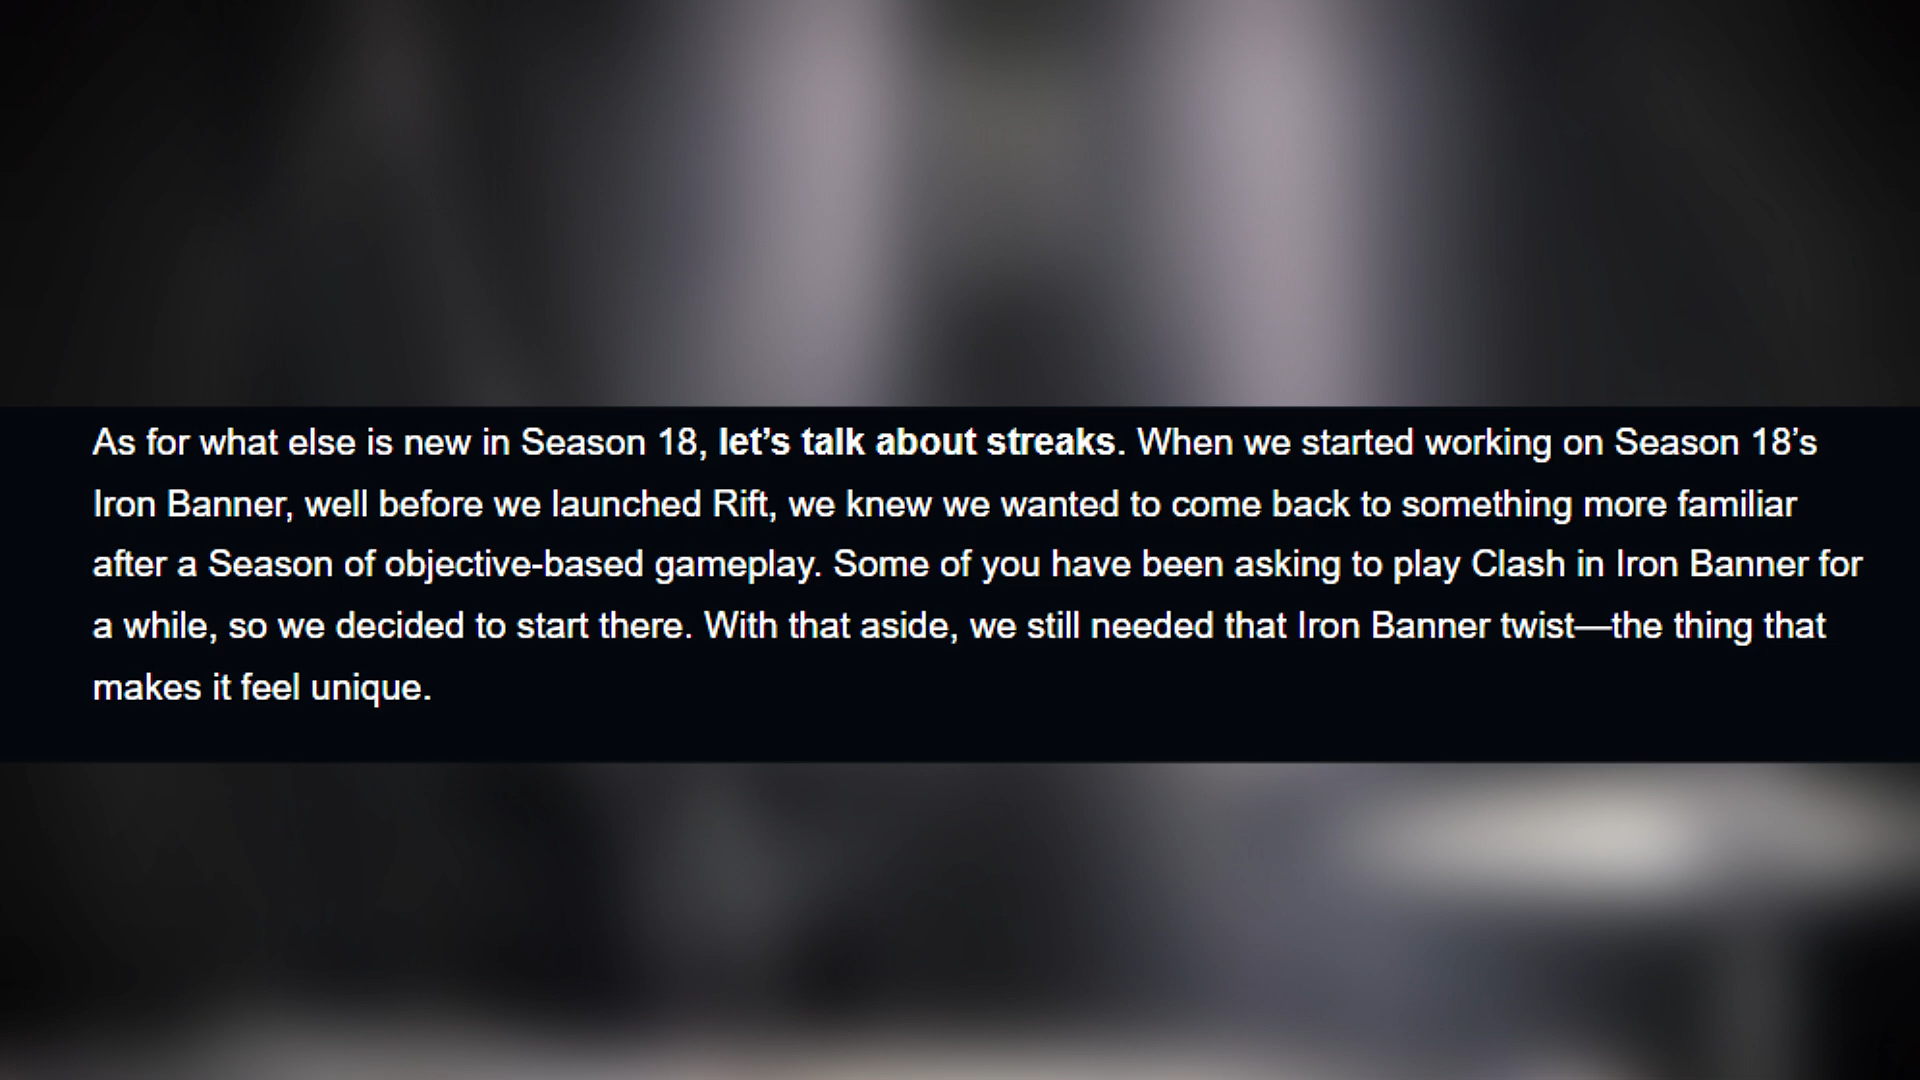 As for what else is new in Season 18, let’s talk about streaks. When we started working on Season 18’s
Iron Banner, well before we launched Rift, we knew we wanted to come back to something more familiar
after a Season of objective-based gameplay. Some of you have been asking to play Clash in Iron Banner for
a while, so we decided to start there. With that aside, we still needed that Iron Banner twist—the thing that
makes it feel unique.